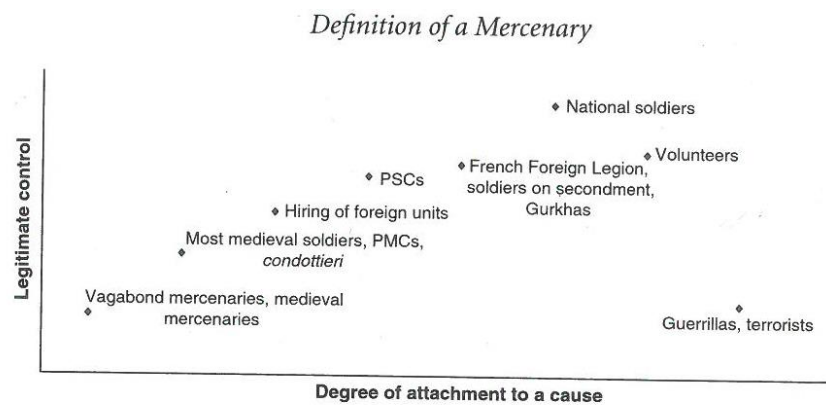 Definition of a Mercenary
National soldiers
Volunteers
French Foreign Legion,
soldiers on secondment,
Gurkhas
PSCs
Hiring of foreign units
Most medieval soldiers, PMCs,
condottieri
Vagabond mercenaries, medieval
mercenaries
Guerrillas, terrorists
Legitimate control
Degree of attachment to a cause